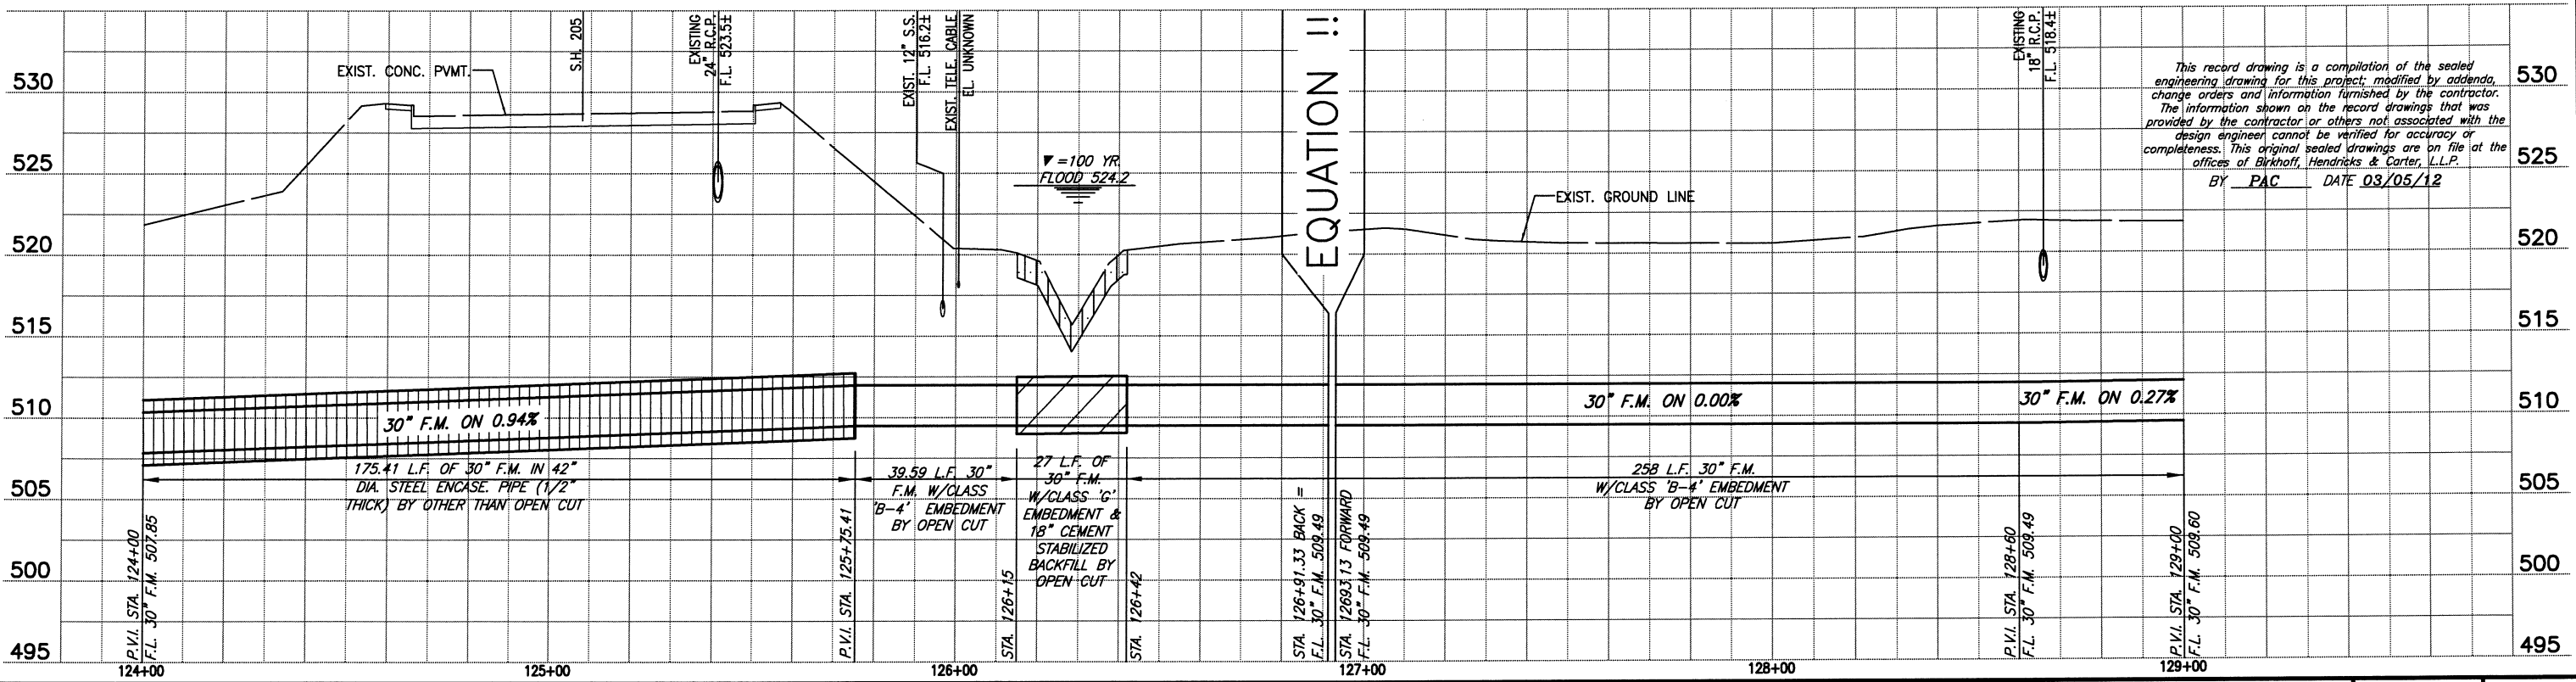 530
525
520
515
510
505
500
495
EXIST. CONC. PVMT.
S.H. 205
EXISTING
24" R.C.P.
F.L. 523.5±
EXIST. 12" S.S.
F.L. 516.2±
EXIST. TELE. CABLE
EL. UNKNOWN
▼=100 YR.
FLOOD 524.2
EQUATION !!
EXIST. GROUND LINE
EXISTING
18" R.C.P.
F.L. 518.4±
This record drawing is a compilation of the sealed
engineering drawing for this project; modified by addenda,
change orders and information furnished by the contractor.
The information shown on the record drawings that was
provided by the contractor or others not associated with the
design engineer cannot be verified for accuracy or
completeness. This original sealed drawings are on file at the
offices of Birkhoff, Hendricks & Carter, L.L.P.
BY PAC DATE 03/05/12
530
525
520
515
510
505
500
495
30" F.M. ON 0.94%
30" F.M. ON 0.00%
30" F.M. ON 0.27%
175.41 L.F. OF 30" F.M. IN 42"
DIA. STEEL ENCASE. PIPE (1/2"
THICK) BY OTHER THAN OPEN CUT
39.59 L.F. 30"
F.M. W/CLASS
'B-4' EMBEDMENT
BY OPEN CUT
27 L.F. OF
30" F.M.
W/CLASS 'G'
EMBEDMENT &
18" CEMENT
STABILIZED
BACKFILL BY
OPEN CUT
258 L.F. 30" F.M.
W/CLASS 'B-4' EMBEDMENT
BY OPEN CUT
P.V.I. STA. 124+00
F.L. 30" F.M. 507.85
P.V.I. STA. 125+75.41
STA. 126+15
STA. 126+42
STA. 126+91.33 BACK =
F.L. 30" F.M. 509.49
STA. 12693.13 FORWARD
F.L. 30" F.M. 509.49
P.V.I. STA. 128+60
F.L. 30" F.M. 509.49
P.V.I. STA. 129+00
F.L. 30" F.M. 509.60
124+00
125+00
126+00
127+00
128+00
129+00